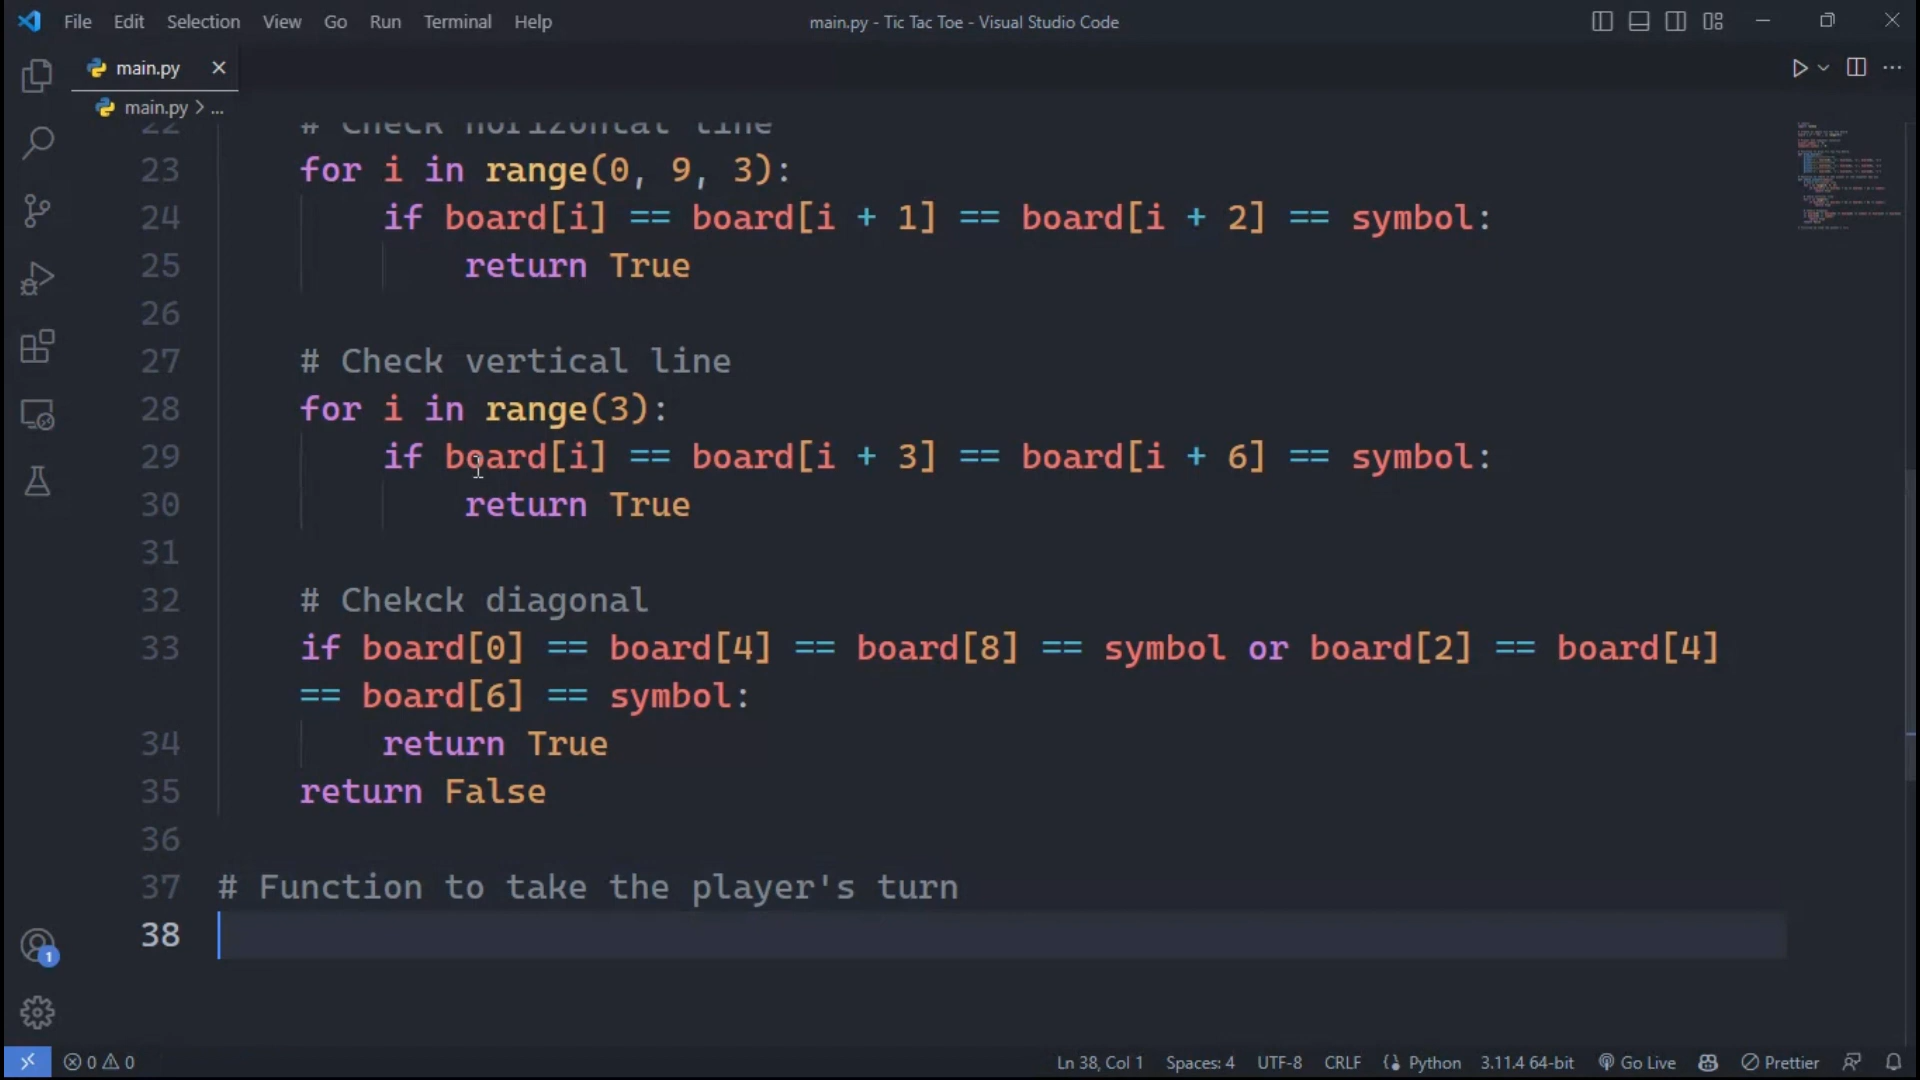 File Edit Selection View Go Run Terminal Help main.py - Tic Tac Toe - Visual Studio Code
main.py
main.py > ...
22 # Check horizontal line
23 for i in range(0, 9, 3):
24 if board[i] == board[i + 1] == board[i + 2] == symbol:
25 return True
26
27 # Check vertical line
28 for i in range(3):
29 if board[i] == board[i + 3] == board[i + 6] == symbol:
30 return True
31
32 # Chekck diagonal
33 if board[0] == board[4] == board[8] == symbol or board[2] == board[4]
== board[6] == symbol:
34 return True
35 return False
36
37 # Function to take the player's turn
38
1
0 0 Ln 38, Col 1 Spaces: 4 UTF-8 CRLF Python 3.11.4 64-bit Go Live Prettier